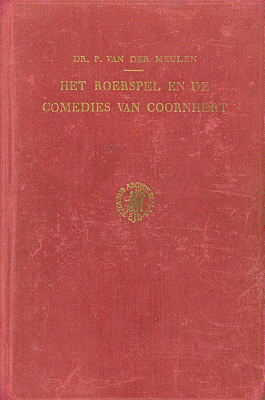 DR. P. VAN DER MEULEN
HET ROERSPEL EN DE
COMEDIES VAN COORNHERT